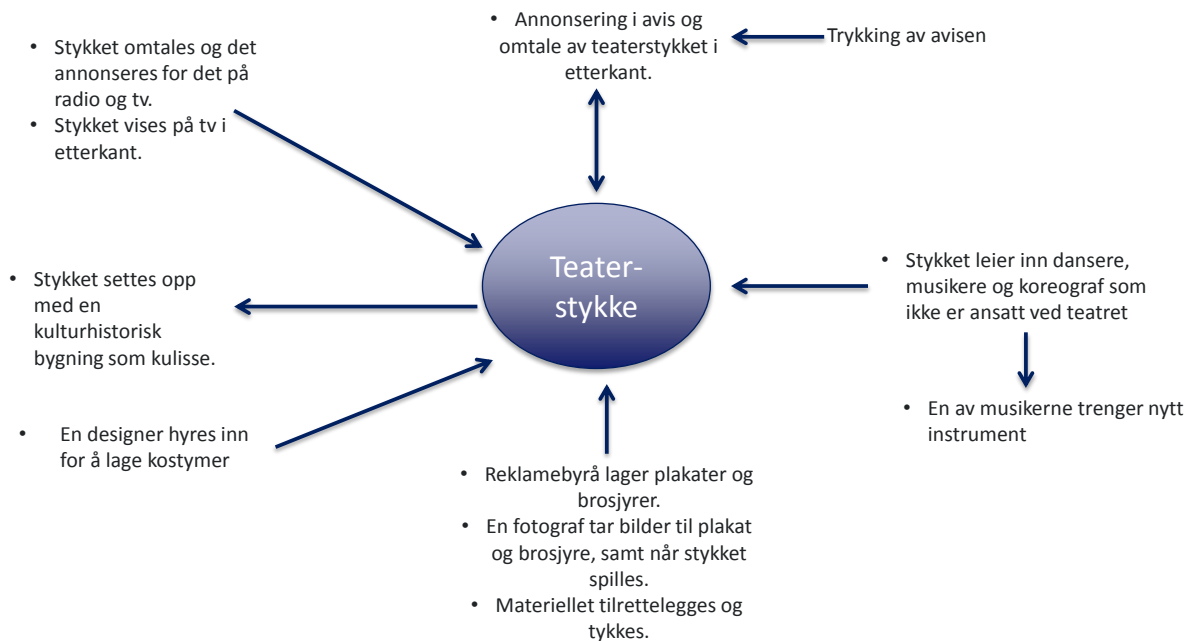 • Annonsering i avis og
omtale av teaterstykket i
etterkant.
Trykking av avisen
• Stykket omtales og det
annonseres for det på
radio og tv.
• Stykket vises på tv i
etterkant.
Teater-
stykke
• Stykket leier inn dansere,
musikere og koreograf som
ikke er ansatt ved teatret
• Stykket settes opp
med en
kulturhistorisk
bygning som kulisse.
• En av musikerne trenger nytt
instrument
• En designer hyres inn
for å lage kostymer
• Reklamebyrå lager plakater og
brosjyrer.
• En fotograf tar bilder til plakat
og brosjyre, samt når stykket
spilles.
• Materiellet tilrettelegges og
tykkes.